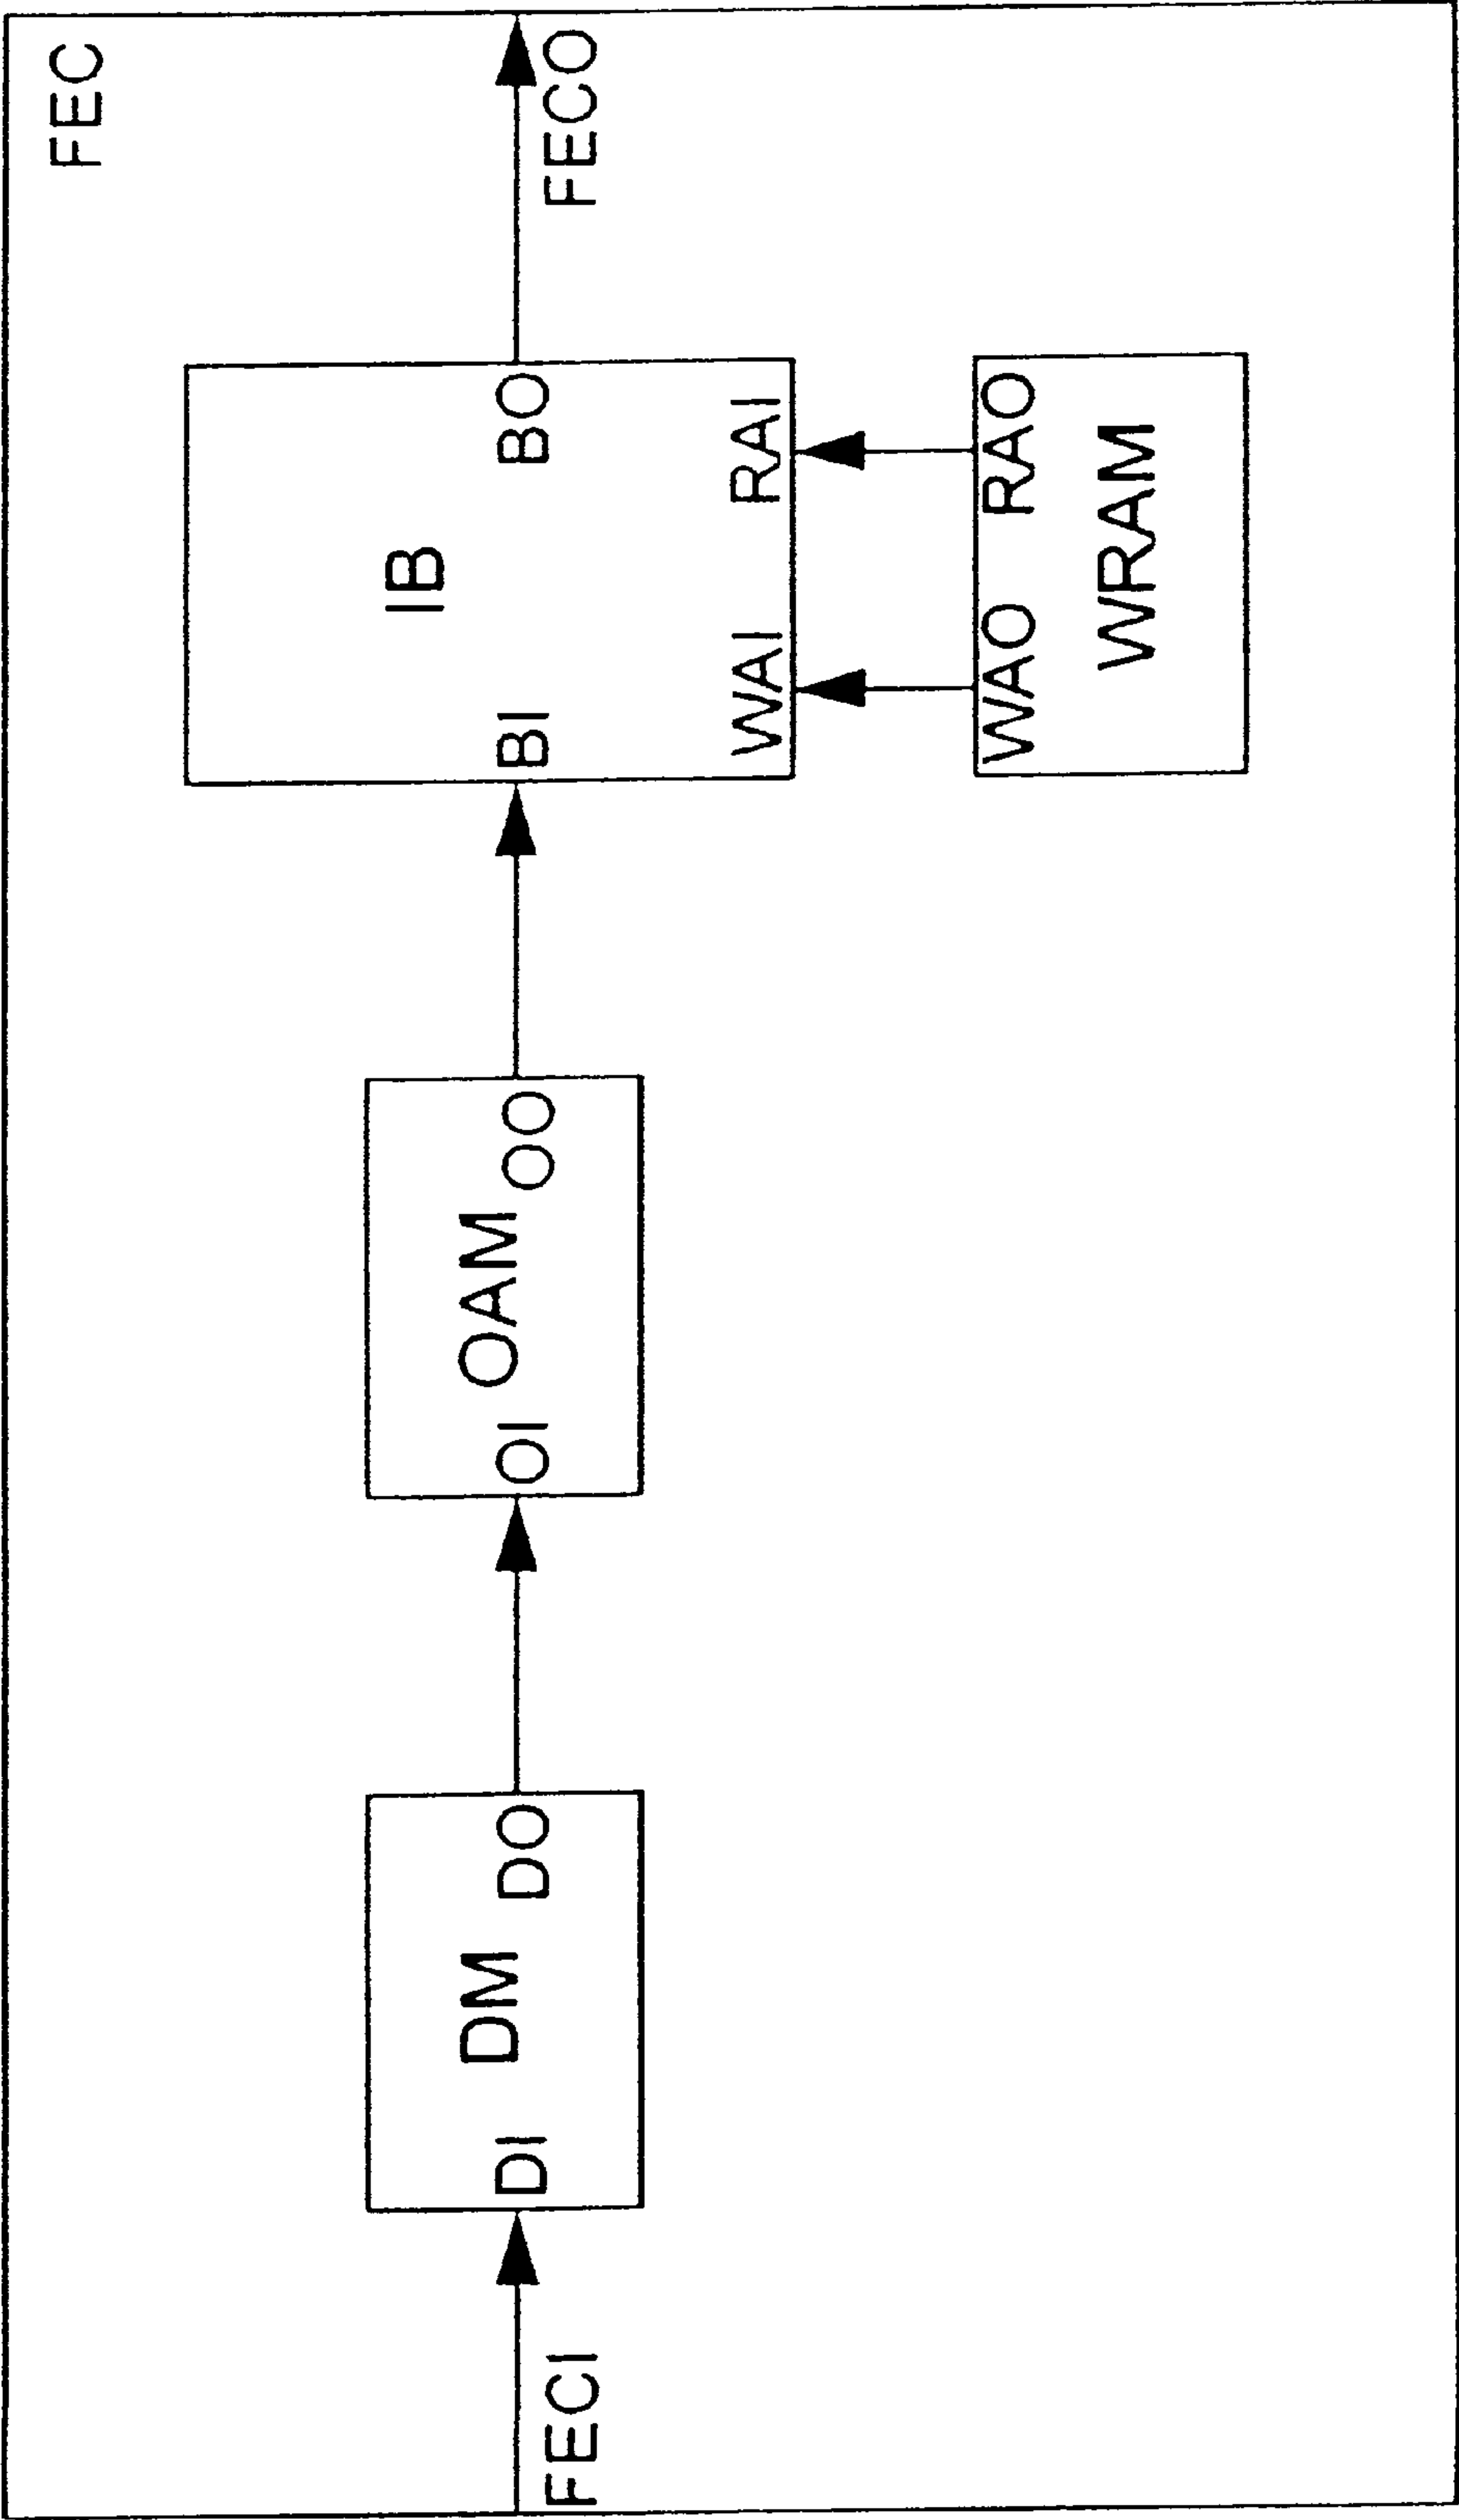 FEC
FECI
DI
DM
DO
OI
OAM
OO
BI
IB
BO
FECO
WAI
RAI
WAO
RAO
WRAM